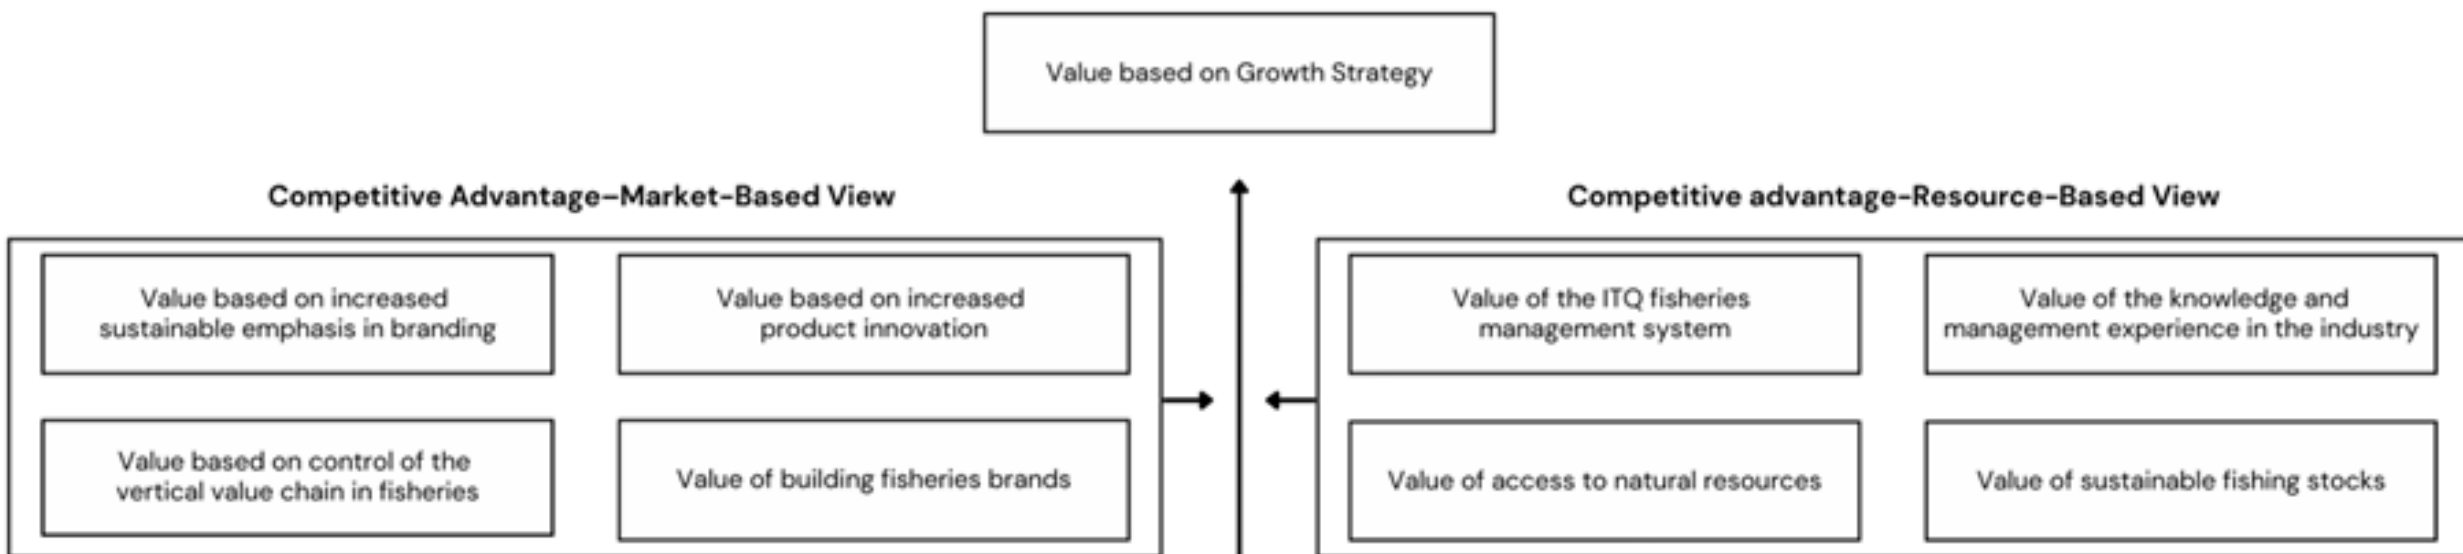 Value based on Growth Strategy
Competitive Advantage–Market-Based View
Value based on increased
sustainable emphasis in branding
Value based on increased
product innovation
Value based on control of the
vertical value chain in fisheries
Value of building fisheries brands
Competitive advantage-Resource-Based View
Value of the ITQ fisheries
management system
Value of the knowledge and
management experience in the industry
Value of access to natural resources
Value of sustainable fishing stocks